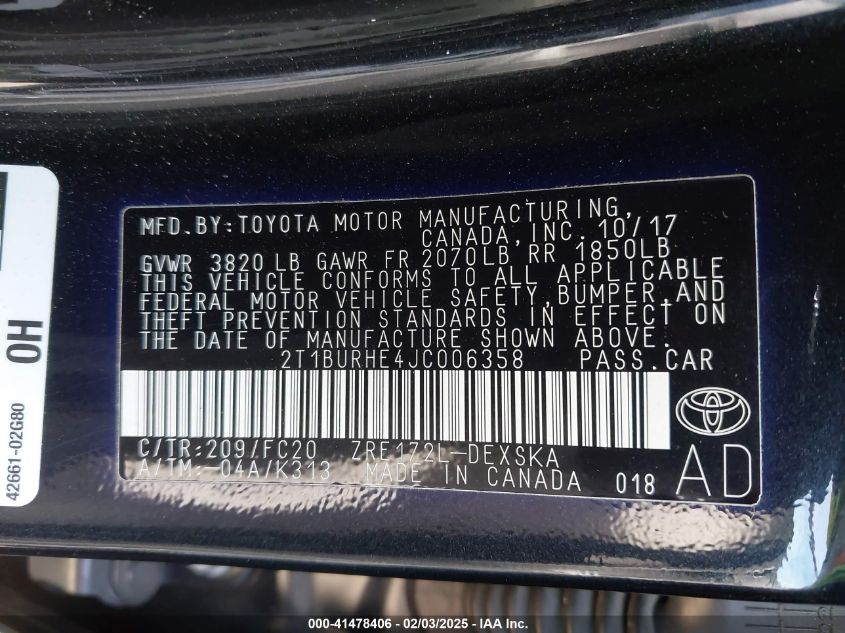 MFD.BY:TOYOTA MOTOR MANUFACTURING,
CANADA,INC. 10/17
GVWR 3820 LB GAWR FR 2070LB RR 1850LB
THIS VEHICLE CONFORMS TO ALL APPLICABLE
FEDERAL MOTOR VEHICLE SAFETY,BUMPER,AND
THEFT PREVENTION STANDARDS IN EFFECT ON
THE DATE OF MANUFACTURE SHOWN ABOVE.
2T1BURHE4JC006358 PASS.CAR
C/TR:209/FC20 ZRE172L-DEXSKA
A/TM:-04A/K313 MADE IN CANADA 018
AD
OH
42661-02G80
000-41478406 - 02/03/2025 - IAA Inc.